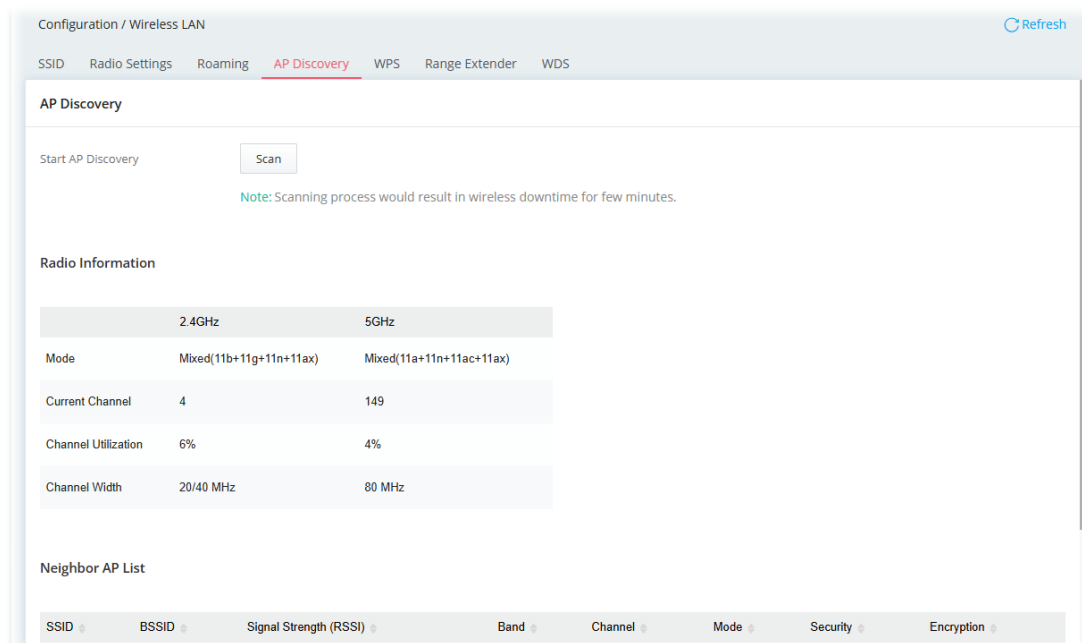 Configuration / Wireless LAN
Refresh
SSID Radio Settings Roaming AP Discovery WPS Range Extender WDS
AP Discovery
Start AP Discovery Scan
Note: Scanning process would result in wireless downtime for few minutes.
Radio Information
2.4GHz 5GHz
Mode Mixed(11b+11g+11n+11ax) Mixed(11a+11n+11ac+11ax)
Current Channel 4 149
Channel Utilization 6% 4%
Channel Width 20/40 MHz 80 MHz
Neighbor AP List
SSID BSSID Signal Strength (RSSI) Band Channel Mode Security Encryption